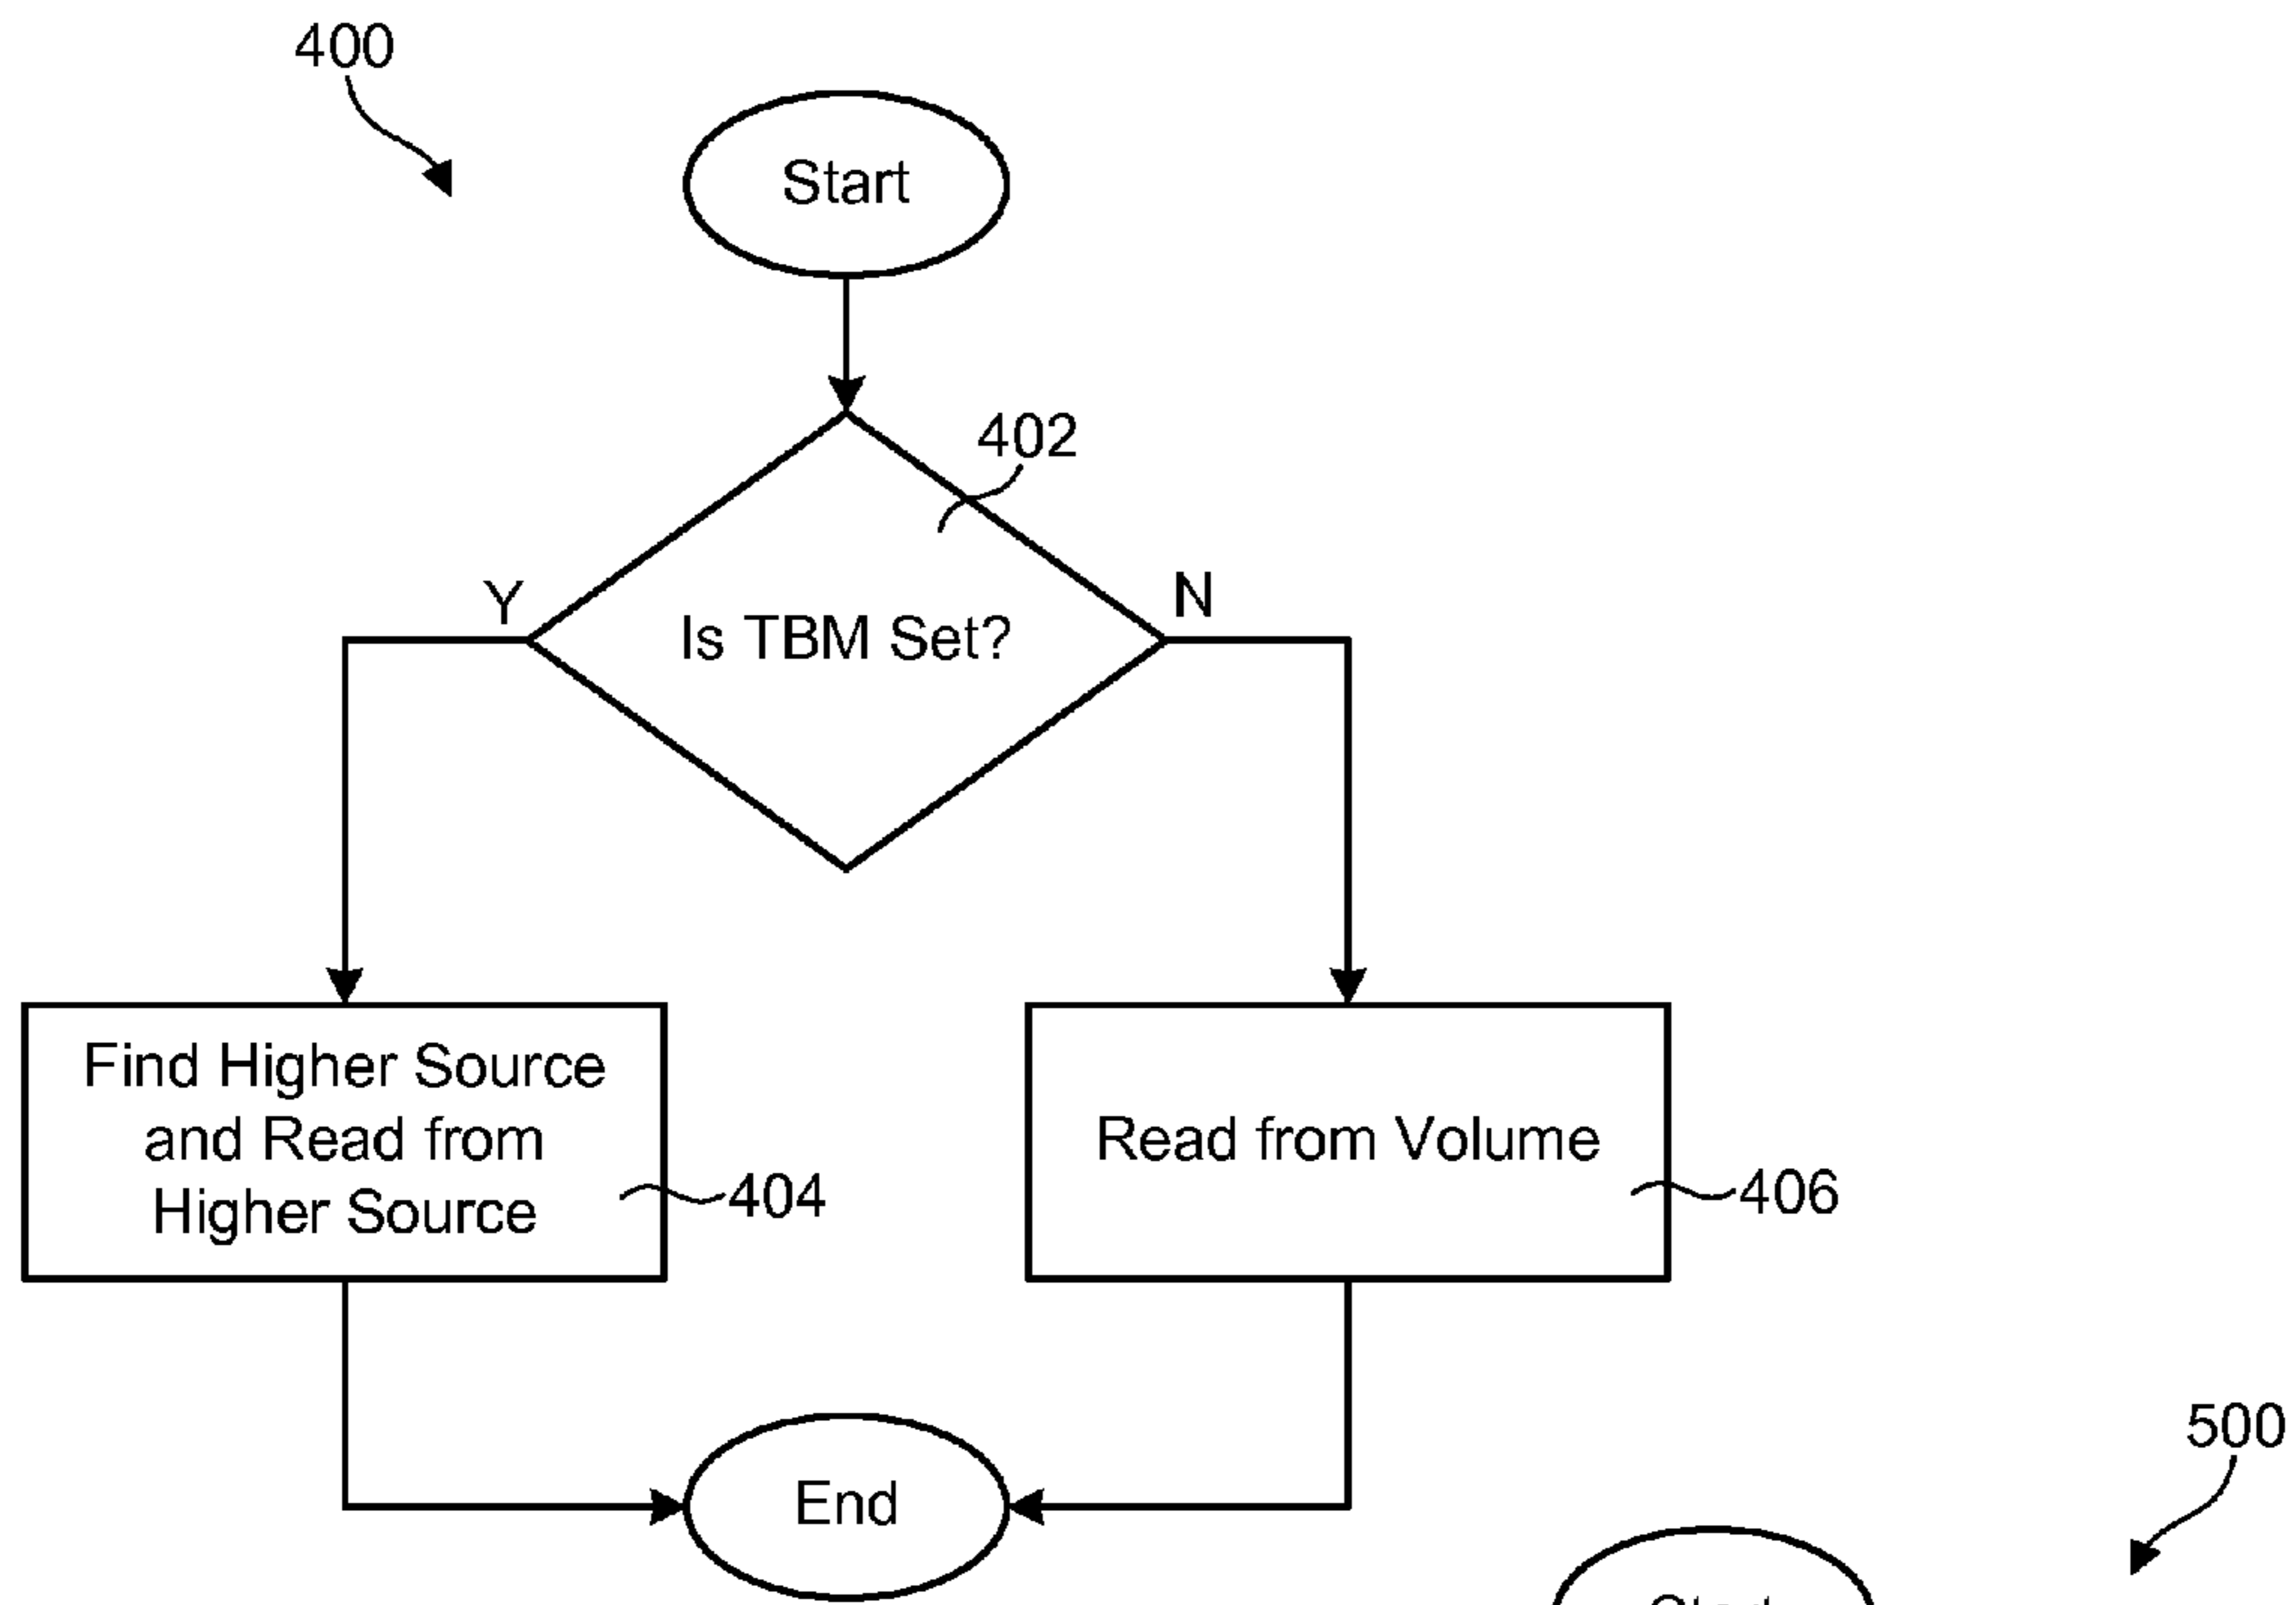 400
Start
402
Y
N
Is TBM Set?
Find Higher Source
and Read from
Higher Source
404
Read from Volume
406
End
500